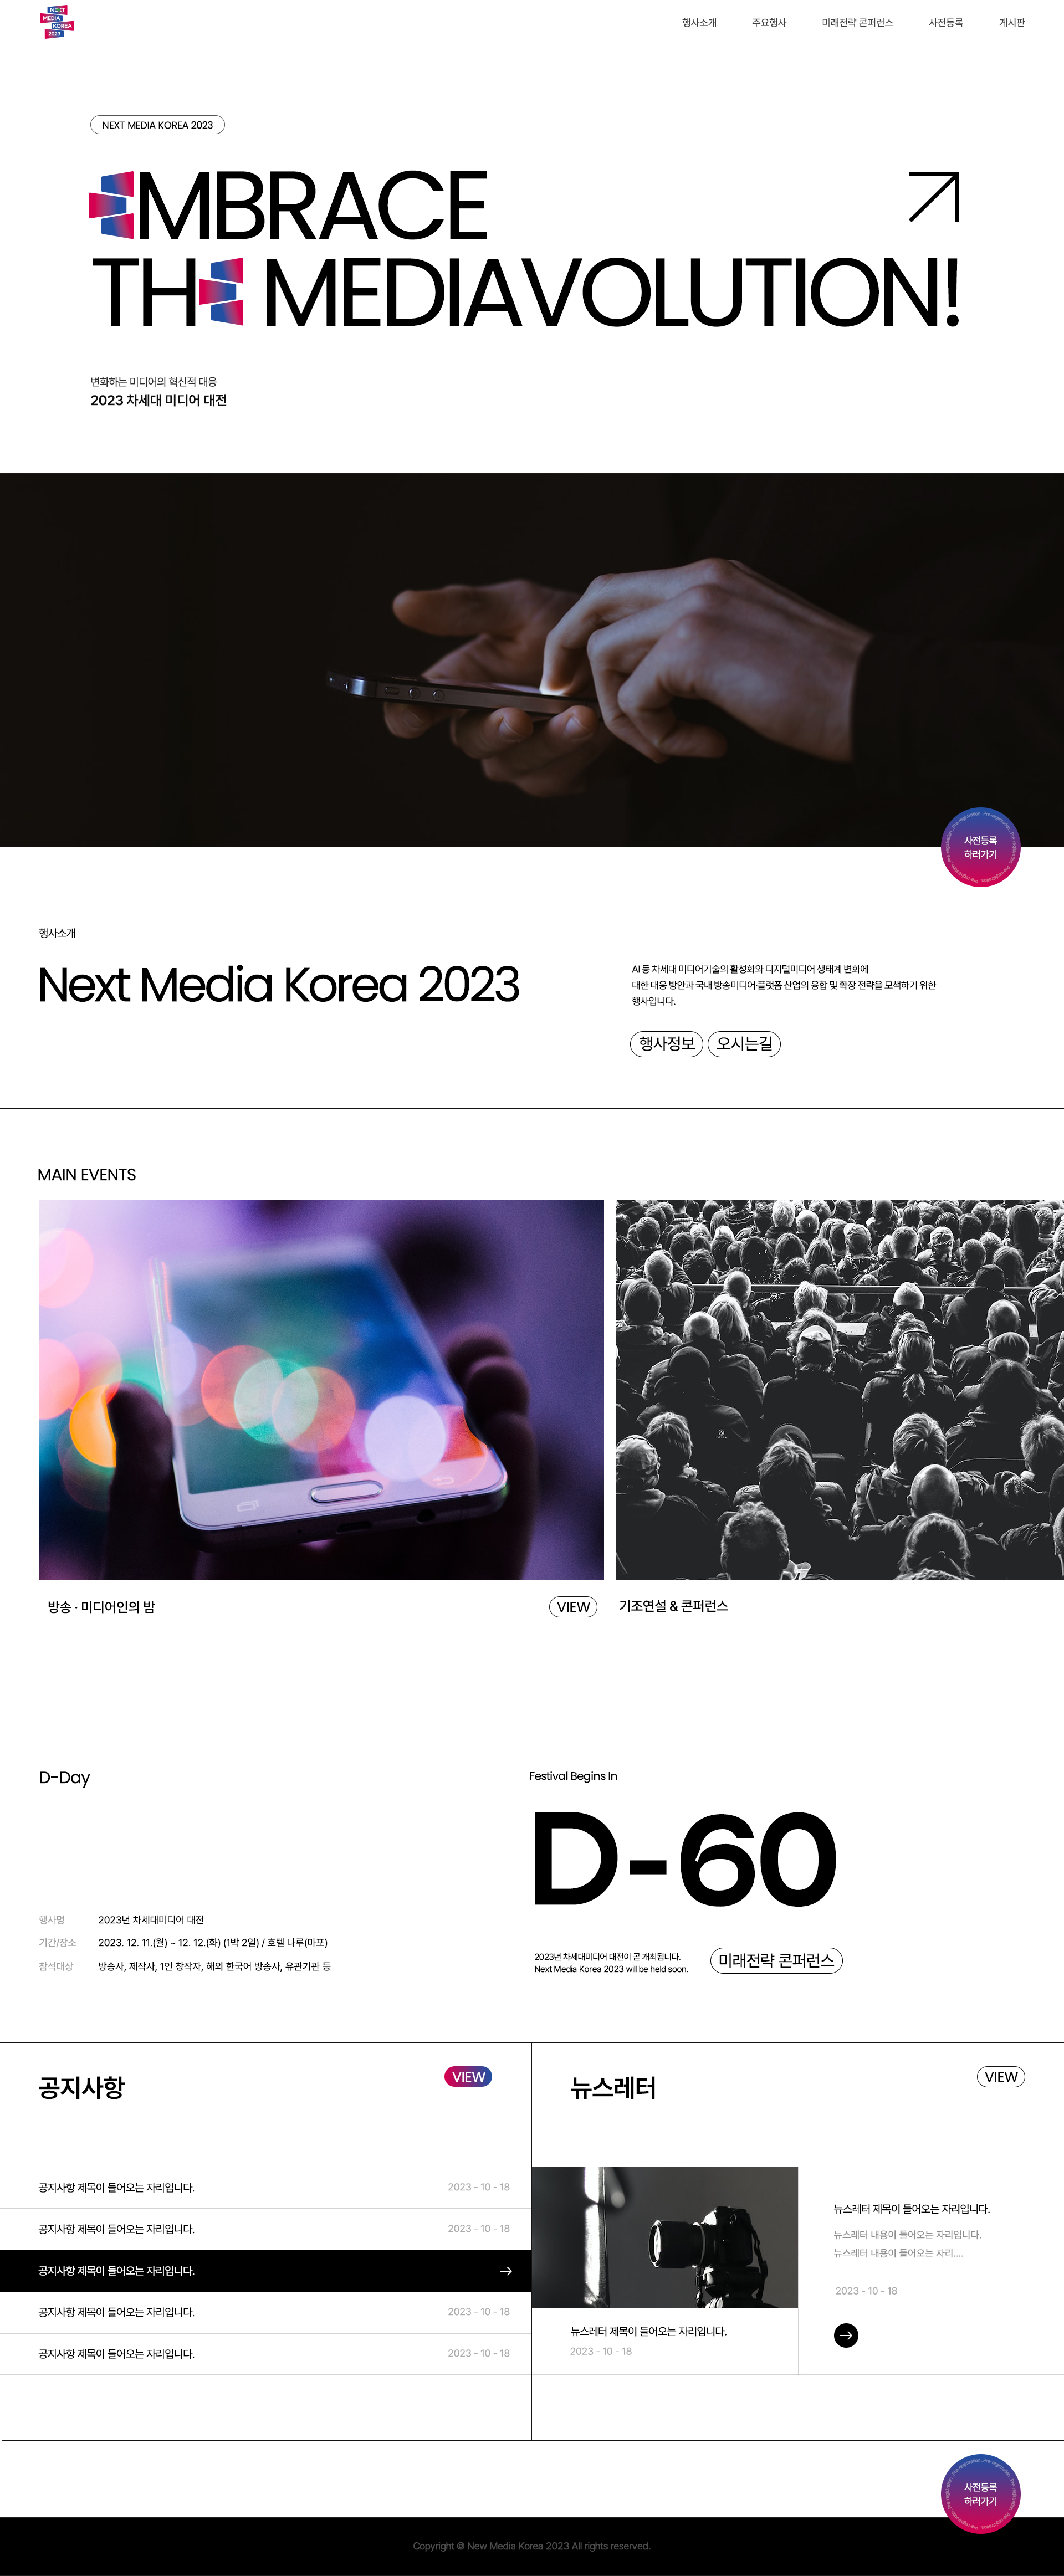 NEXT
MEDIA
KOREA
2023
행사소개
주요행사
미래전략 콘퍼런스
사전등록
게시판
NEXT MEDIA KOREA 2023
EMBRACE
THE MEDIAVOLUTION!
변화하는 미디어의 혁신적 대응
2023 차세대 미디어 대전
사전등록
하러가기
행사소개
Next Media Korea 2023
AI 등 차세대 미디어기술의 활성화와 디지털미디어 생태계 변화에
대한 대응 방안과 국내 방송미디어·플랫폼 산업의 융합 및 확장 전략을 모색하기 위한
행사입니다.
행사정보
오시는길
MAIN EVENTS
방송 · 미디어인의 밤
VIEW
기조연설 & 콘퍼런스
D-Day
Festival Begins In
D-60
행사명 2023년 차세대미디어 대전
기간/장소 2023. 12. 11.(월) ~ 12. 12.(화) (1박 2일) / 호텔 나루(마포)
참석대상 방송사, 제작사, 1인 창작자, 해외 한국어 방송사, 유관기관 등
2023년 차세대미디어 대전이 곧 개최됩니다.
Next Media Korea 2023 will be held soon.
미래전략 콘퍼런스
공지사항
VIEW
공지사항 제목이 들어오는 자리입니다. 2023 - 10 - 18
공지사항 제목이 들어오는 자리입니다. 2023 - 10 - 18
공지사항 제목이 들어오는 자리입니다.
공지사항 제목이 들어오는 자리입니다. 2023 - 10 - 18
공지사항 제목이 들어오는 자리입니다. 2023 - 10 - 18
뉴스레터
VIEW
뉴스레터 제목이 들어오는 자리입니다.
2023 - 10 - 18
뉴스레터 제목이 들어오는 자리입니다.
뉴스레터 내용이 들어오는 자리입니다.
뉴스레터 내용이 들어오는 자리....
2023 - 10 - 18
사전등록
하러가기
Copyright © New Media Korea 2023 All rights reserved.